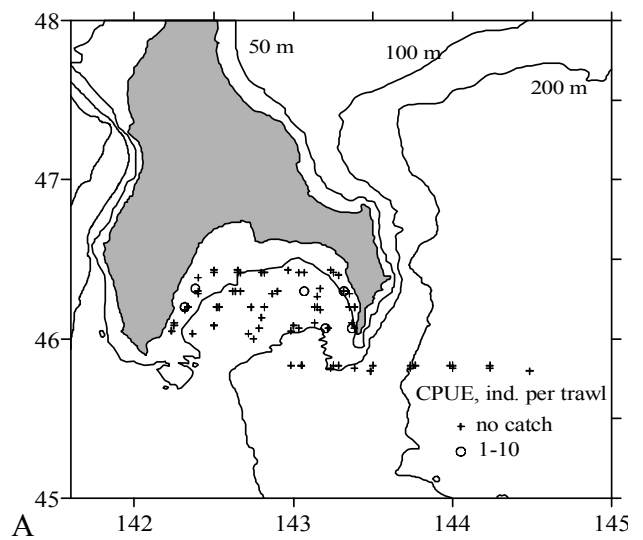 48
50 m
100 m
200 m
47
46
CPUE, ind. per trawl
+ no catch
1-10
45
A
142
143
144
145